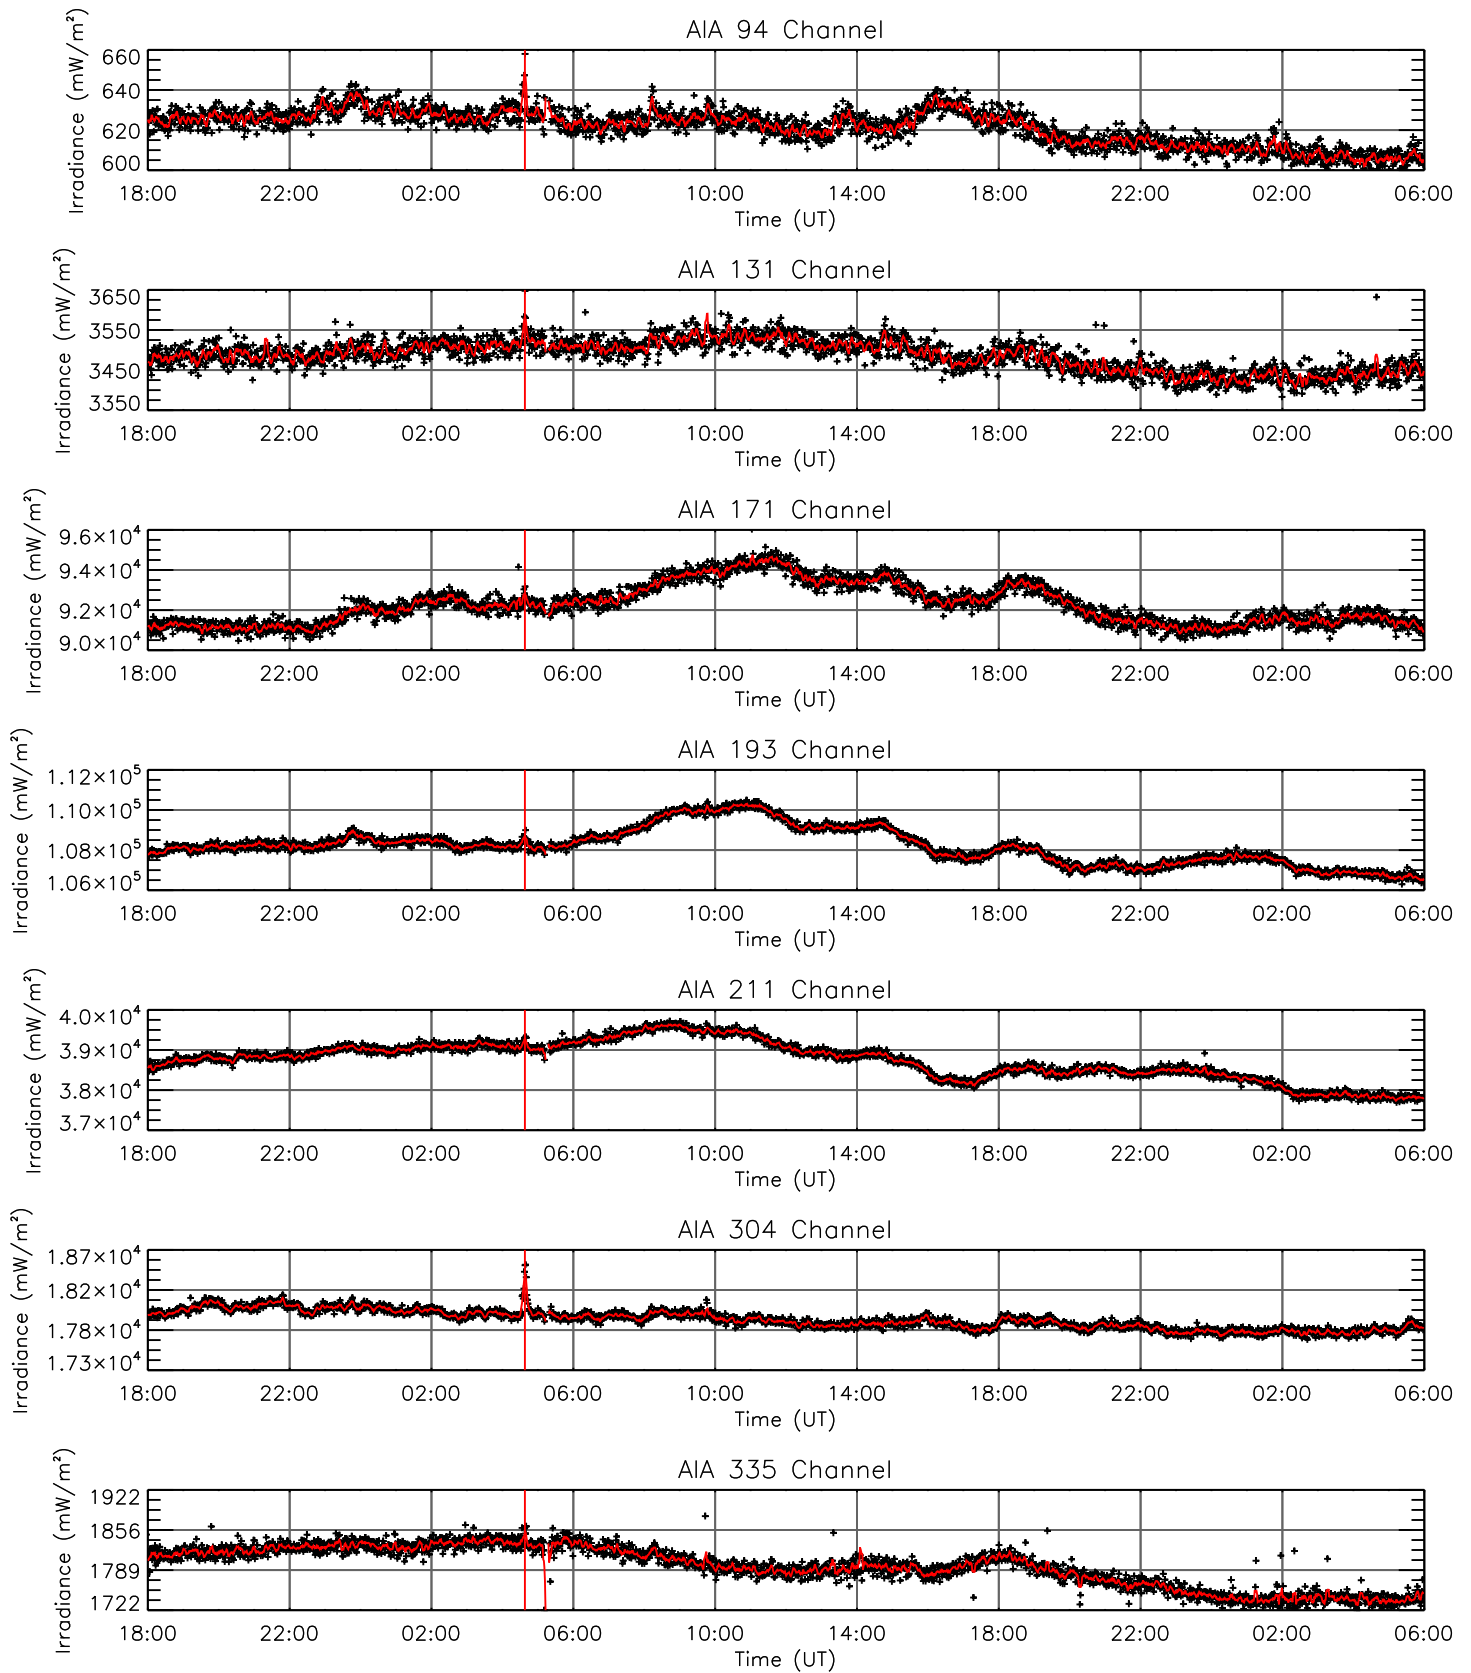 AIA 94 Channel
Irradiance (mW/m²)
660
640
620
600
18:00 22:00 02:00 06:00 10:00 14:00 18:00 22:00 02:00 06:00
Time (UT)
AIA 131 Channel
Irradiance (mW/m²)
3650
3550
3450
3350
18:00 22:00 02:00 06:00 10:00 14:00 18:00 22:00 02:00 06:00
Time (UT)
AIA 171 Channel
Irradiance (mW/m²)
9.6×10⁴
9.4×10⁴
9.2×10⁴
9.0×10⁴
18:00 22:00 02:00 06:00 10:00 14:00 18:00 22:00 02:00 06:00
Time (UT)
AIA 193 Channel
Irradiance (mW/m²)
1.12×10⁵
1.10×10⁵
1.08×10⁵
1.06×10⁵
18:00 22:00 02:00 06:00 10:00 14:00 18:00 22:00 02:00 06:00
Time (UT)
AIA 211 Channel
Irradiance (mW/m²)
4.0×10⁴
3.9×10⁴
3.8×10⁴
3.7×10⁴
18:00 22:00 02:00 06:00 10:00 14:00 18:00 22:00 02:00 06:00
Time (UT)
AIA 304 Channel
Irradiance (mW/m²)
1.87×10⁴
1.82×10⁴
1.78×10⁴
1.73×10⁴
18:00 22:00 02:00 06:00 10:00 14:00 18:00 22:00 02:00 06:00
Time (UT)
AIA 335 Channel
Irradiance (mW/m²)
1922
1856
1789
1722
18:00 22:00 02:00 06:00 10:00 14:00 18:00 22:00 02:00 06:00
Time (UT)